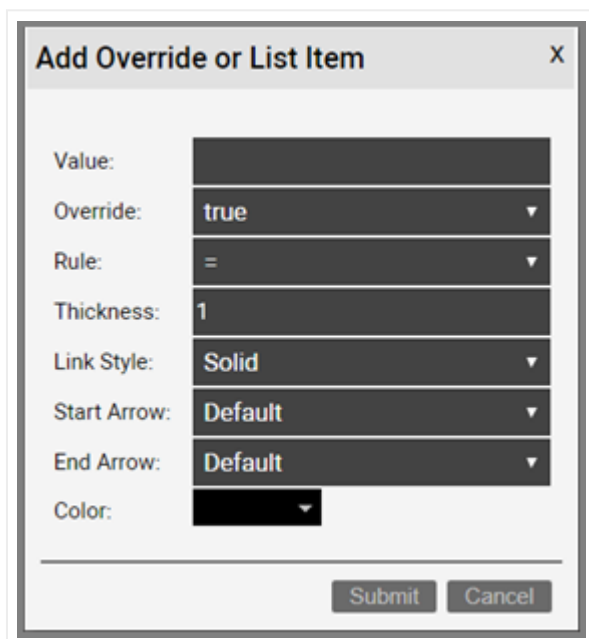 Add Override or List Item X
Value:
Override: true
Rule: =
Thickness: 1
Link Style: Solid
Start Arrow: Default
End Arrow: Default
Color:
Submit Cancel